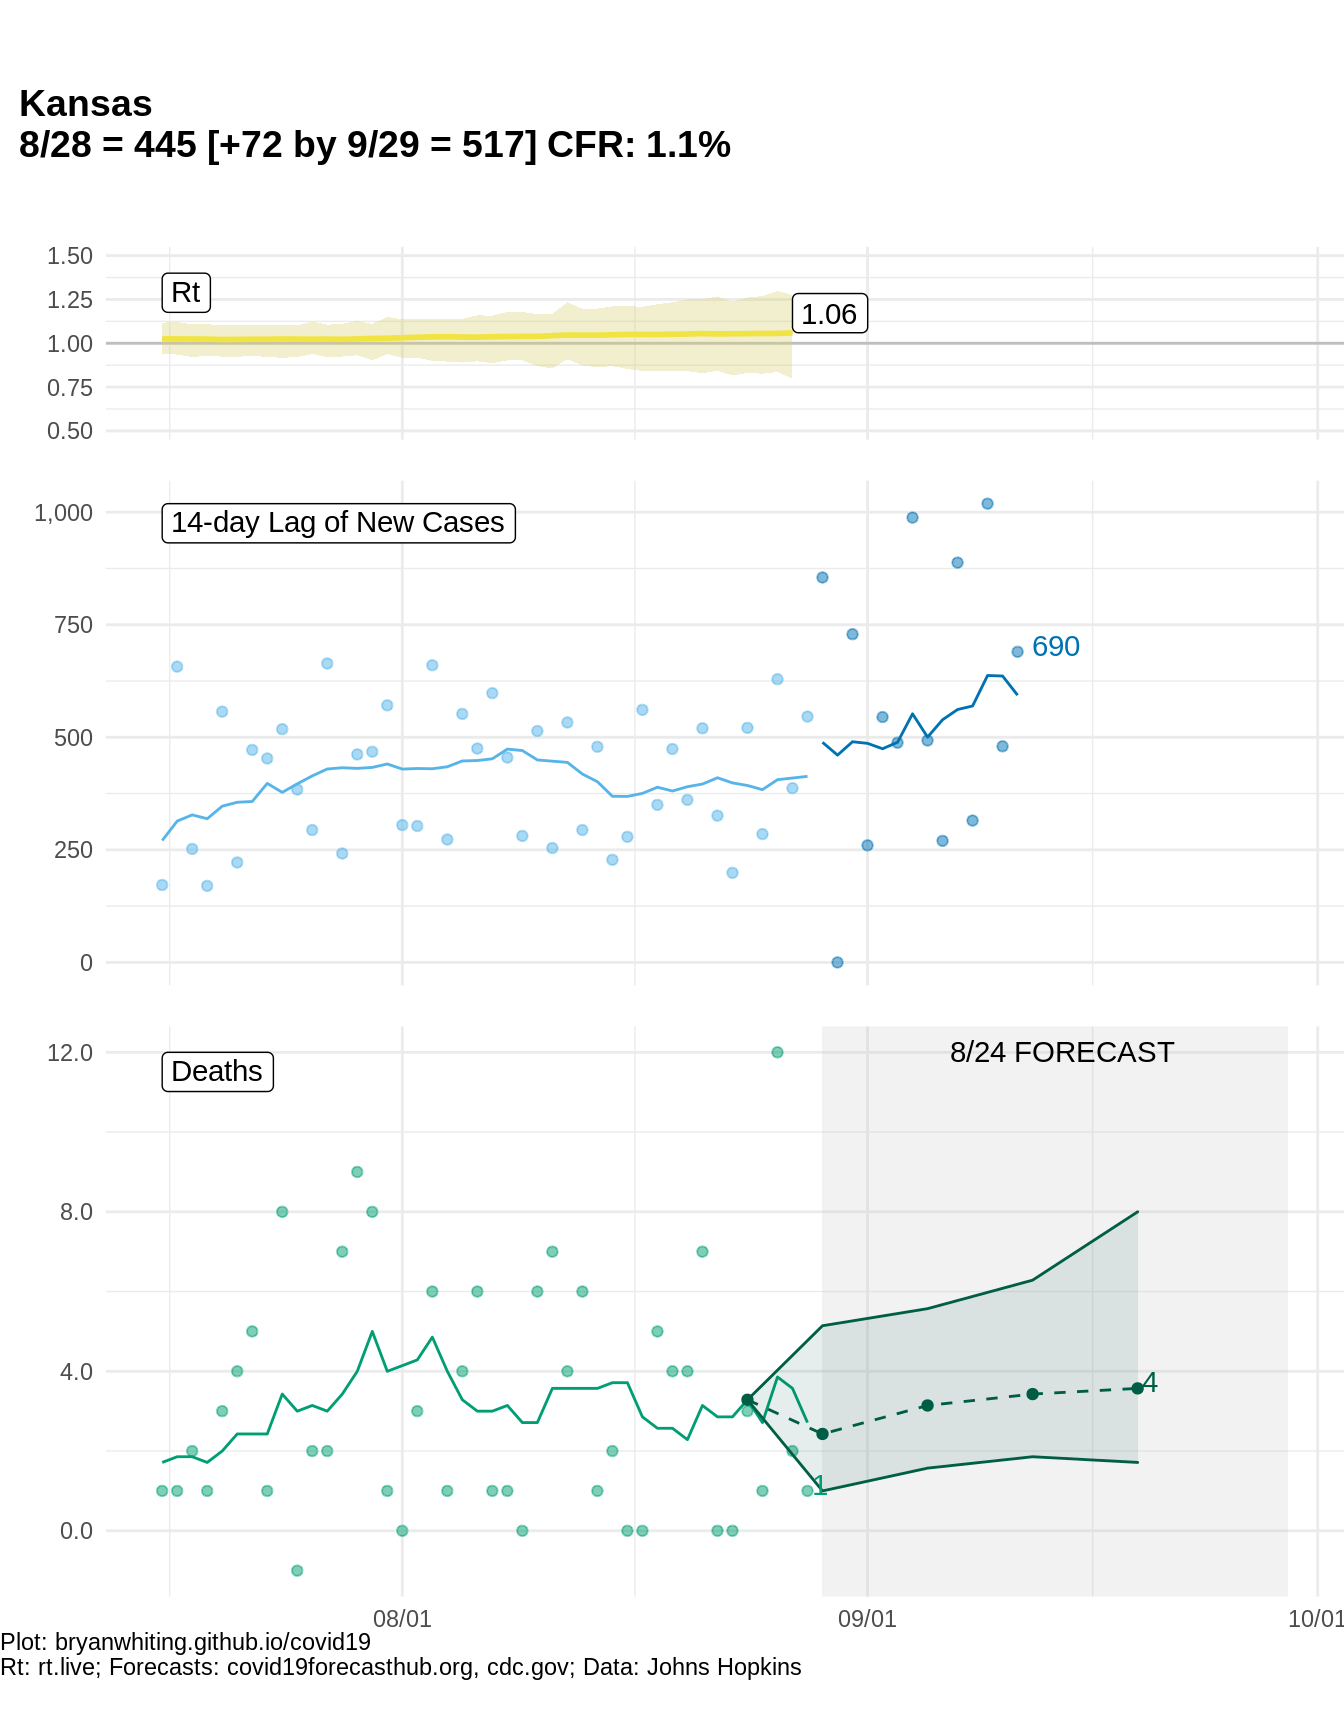 Kansas
8/28 = 445 [+72 by 9/29 = 517] CFR: 1.1%
1.50
1.25
1.00
0.75
0.50
Rt
1.06
1,000
750
500
250
0
14-day Lag of New Cases
690
12.0
8.0
4.0
0.0
Deaths
8/24 FORECAST
4
1
08/01
09/01
10/01
Plot: bryanwhiting.github.io/covid19
Rt: rt.live; Forecasts: covid19forecasthub.org, cdc.gov; Data: Johns Hopkins